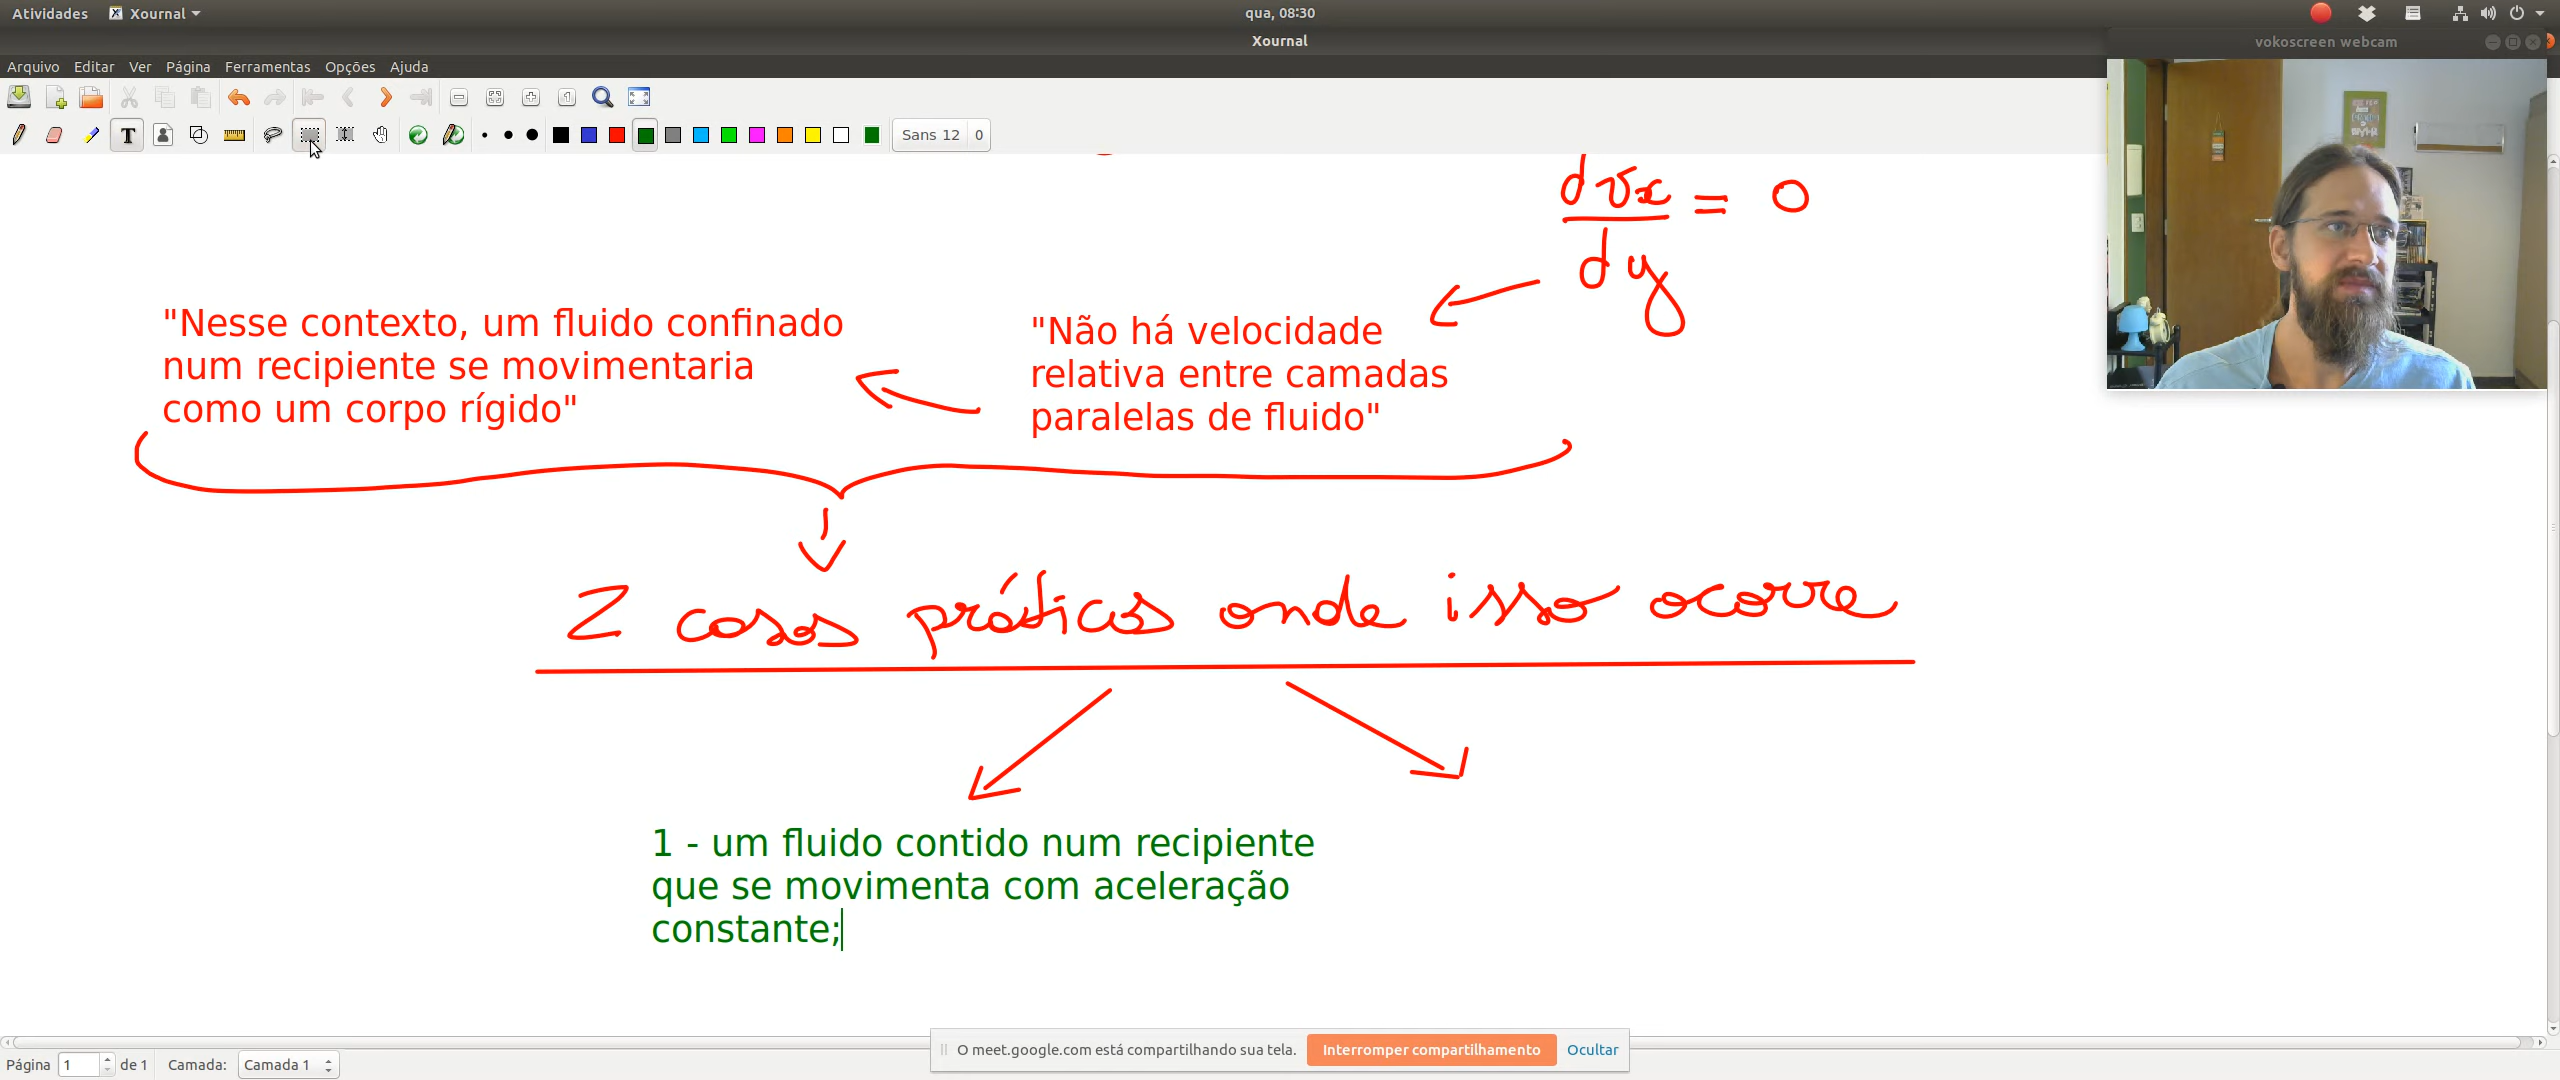 Atividades Xournal qua, 08:30
Xournal
vokoscreen webcam
Arquivo Editar Ver Página Ferramentas Opções Ajuda
Sans 12 0
dvx = 0
dy
"Nesse contexto, um fluido confinado
num recipiente se movimentaria
como um corpo rígido"
"Não há velocidade
relativa entre camadas
paralelas de fluido"
2 casos práticos onde isso ocorre
1 - um fluido contido num recipiente
que se movimenta com aceleração
constante;
O meet.google.com está compartilhando sua tela. Interromper compartilhamento Ocultar
Página 1 de 1 Camada: Camada 1